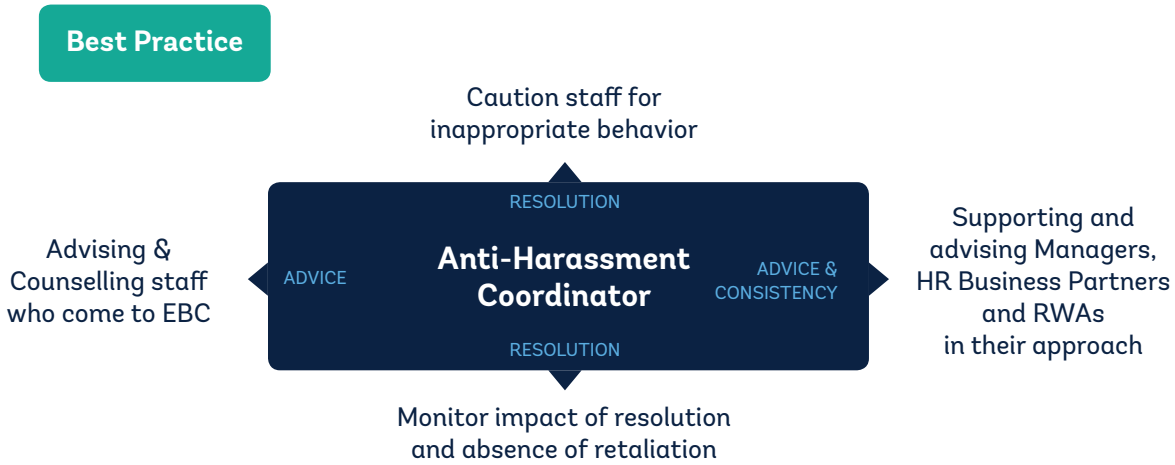 Best Practice
Caution staff for
inappropriate behavior
RESOLUTION
Advising &
Counselling staff
who come to EBC
ADVICE
Anti-Harassment
Coordinator
ADVICE &
CONSISTENCY
Supporting and
advising Managers,
HR Business Partners
and RWAs
in their approach
RESOLUTION
Monitor impact of resolution
and absence of retaliation